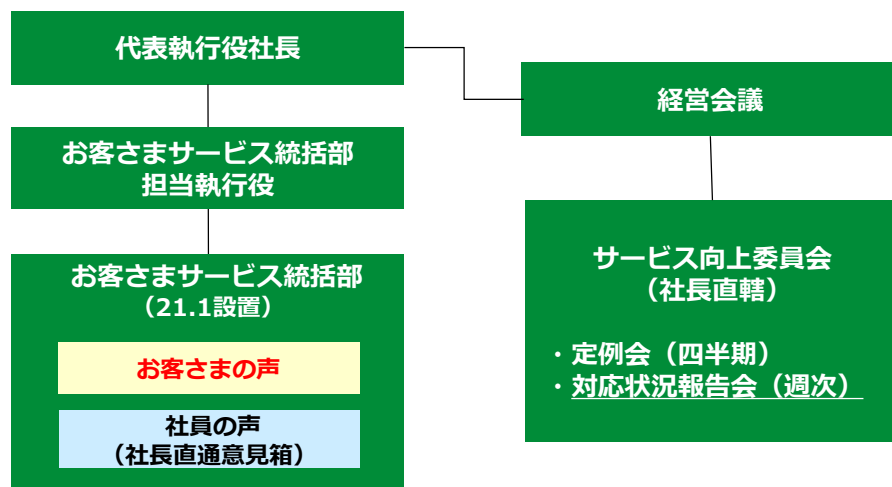 代表執行役社長
お客さまサービス統括部
担当執行役
お客さまサービス統括部
（21.1設置）
お客さまの声
社員の声
（社長直通意見箱）
経営会議
サービス向上委員会
（社長直轄）
・定例会（四半期）
・対応状況報告会（週次）